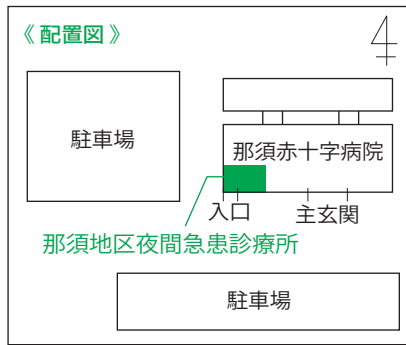 《 配置図 》
駐車場
那須赤十字病院
入口
主玄関
那須地区夜間急患診療所
駐車場